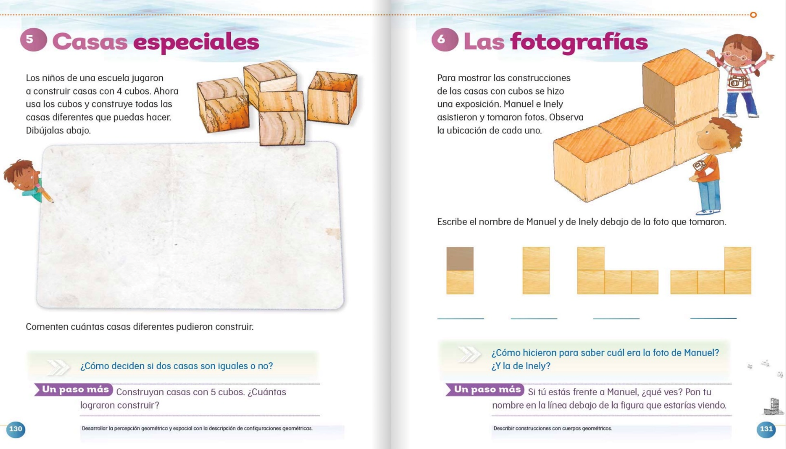 5 Casas especiales
Los niños de una escuela jugaron
a construir casas con 4 cubos. Ahora
usa los cubos y construye todas las
casas diferentes que puedas hacer.
Dibújalas abajo.
Comenten cuántas casas diferentes pudieron construir.
¿Cómo deciden si dos casas son iguales o no?
Un paso más Construyan casas con 5 cubos. ¿Cuántas
lograron construir?
Desarrollar la percepción geométrica y espacial con la descripción de configuraciones geométricas.
130
6 Las fotografías
Para mostrar las construcciones
de las casas con cubos se hizo
una exposición. Manuel e Inely
asistieron y tomaron fotos. Observa
la ubicación de cada uno.
Escribe el nombre de Manuel y de Inely debajo de la foto que tomaron.
¿Cómo hicieron para saber cuál era la foto de Manuel?
¿Y la de Inely?
Un paso más Si tú estás frente a Manuel, ¿qué ves? Pon tu
nombre en la línea debajo de la figura que estarías viendo.
Describir construcciones con cuerpos geométricos.
131